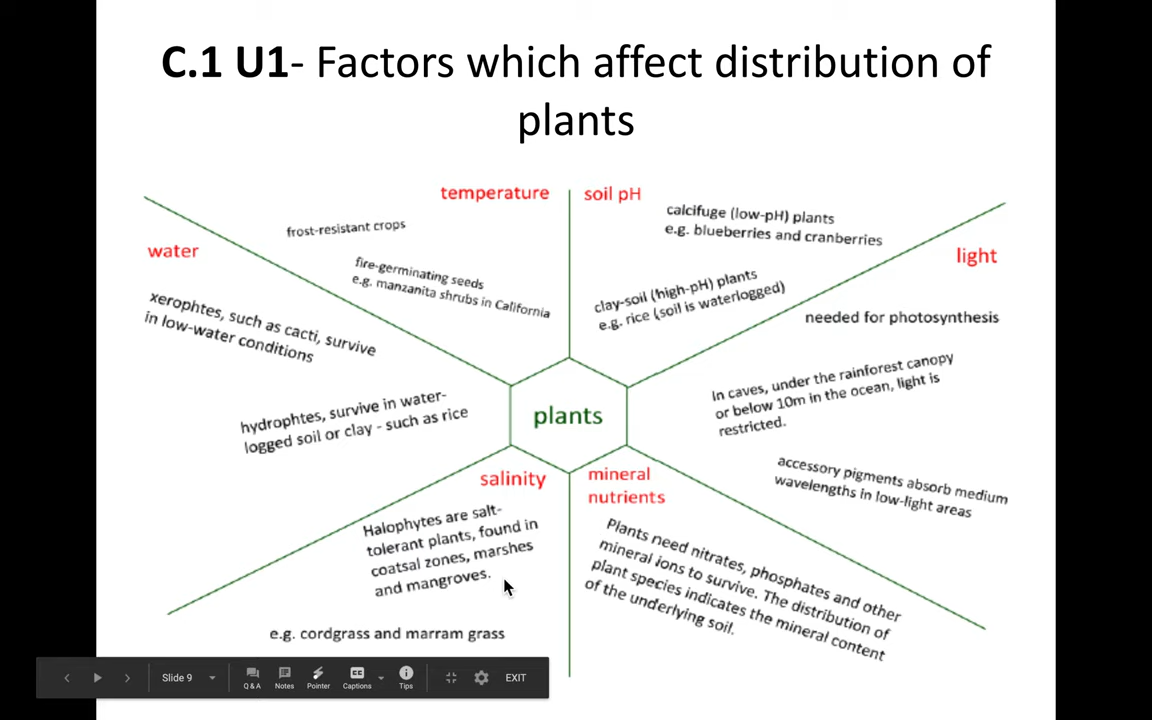 C.1 U1- Factors which affect distribution of
plants
temperature
frost-resistant crops
fire-germinating seeds
e.g. manzanita shrubs in California
soil pH
calcifuge (low-pH) plants
e.g. blueberries and cranberries
clay-soil (high-pH) plants
e.g. rice (soil is waterlogged)
water
xerophtes, such as cacti, survive
in low-water conditions
hydrophtes, survive in water-
logged soil or clay - such as rice
light
needed for photosynthesis
In caves, under the rainforest canopy
or below 10m in the ocean, light is
restricted.
accessory pigments absorb medium
wavelengths in low-light areas
plants
salinity
Halophytes are salt-
tolerant plants, found in
coatsal zones, marshes
and mangroves.
e.g. cordgrass and marram grass
mineral
nutrients
Plants need nitrates, phosphates and other
mineral ions to survive. The distribution of
plant species indicates the mineral content
of the underlying soil.
Slide 9
Q & A
Notes
Pointer
Captions
Tips
EXIT